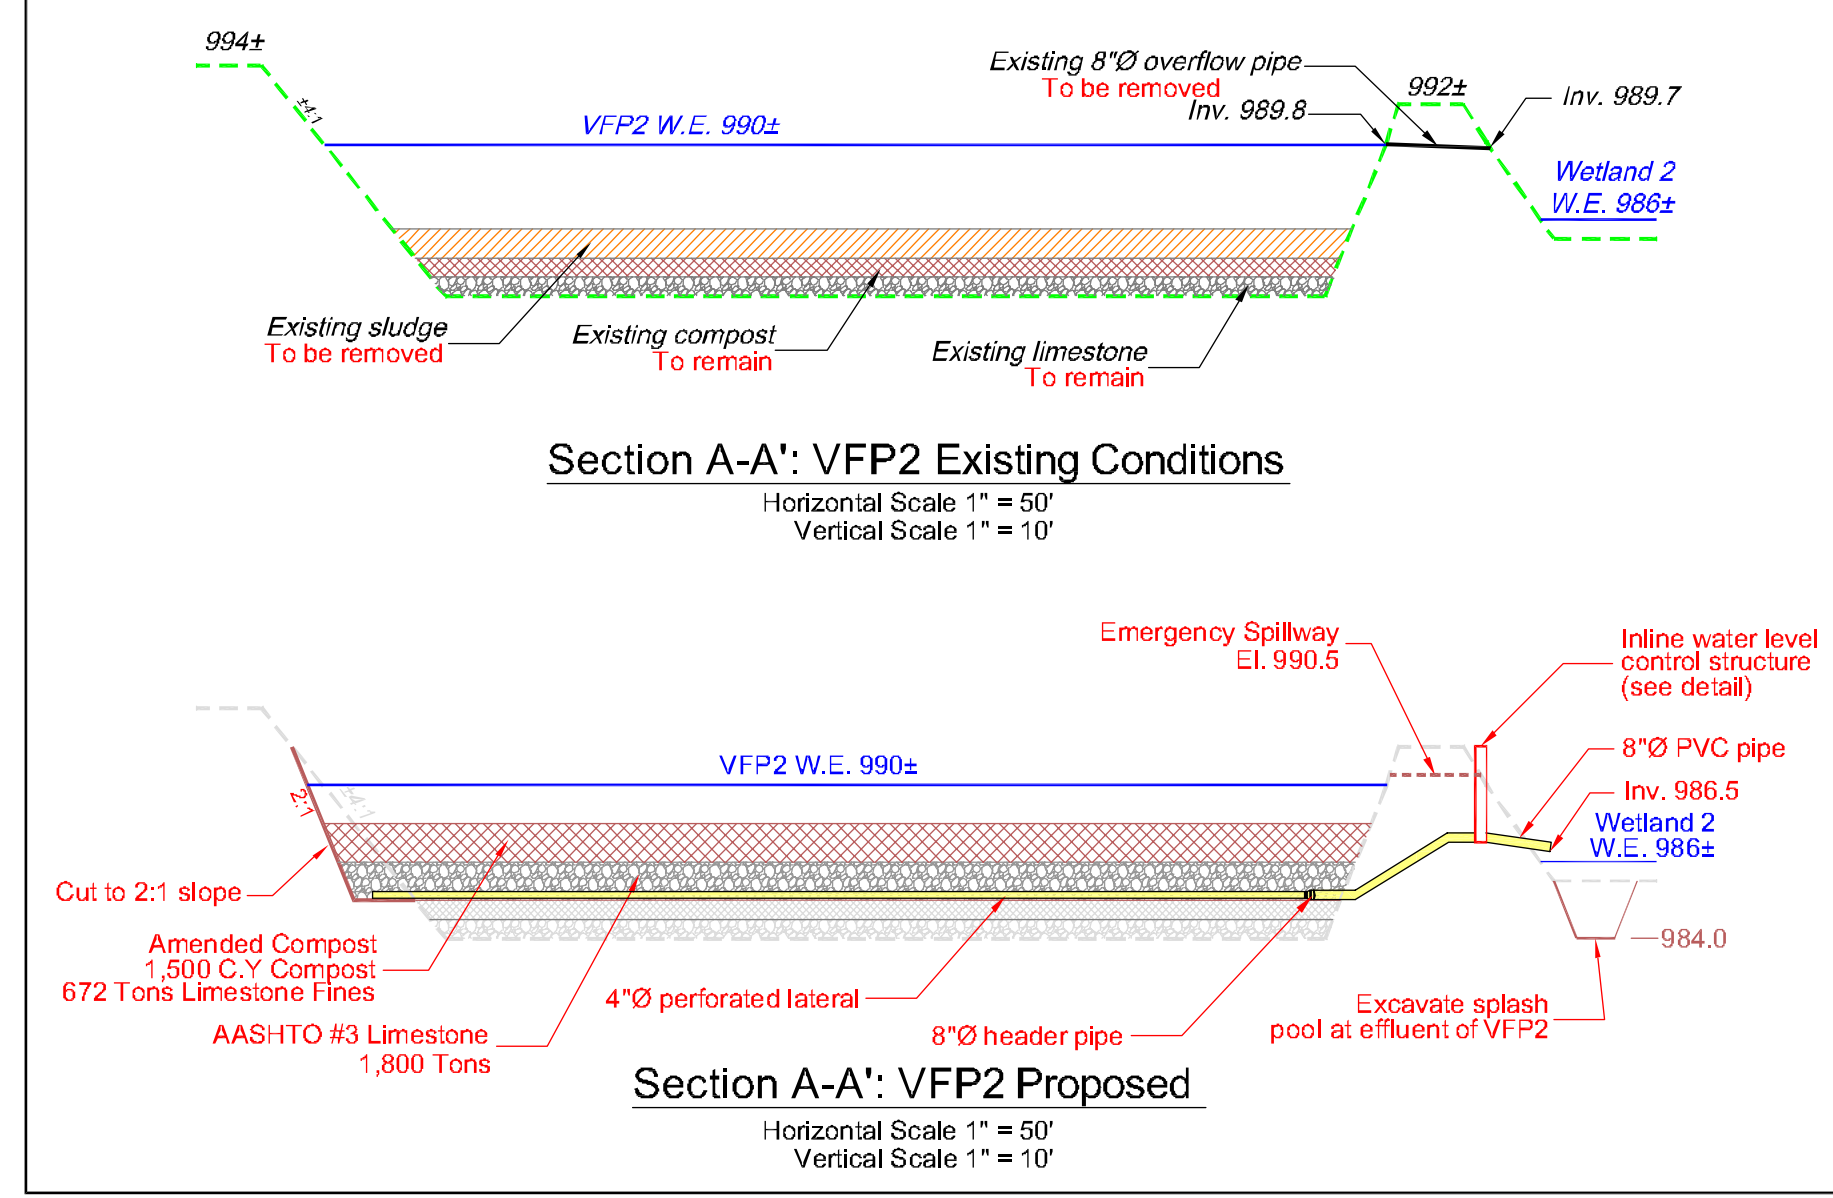 994±
±4:1
VFP2 W.E. 990±
Existing 8"Ø overflow pipe
To be removed
Inv. 989.8
992±
Inv. 989.7
Wetland 2
W.E. 986±
Existing sludge
To be removed
Existing compost
To remain
Existing limestone
To remain
Section A-A': VFP2 Existing Conditions
Horizontal Scale 1" = 50'
Vertical Scale 1" = 10'
Emergency Spillway
El. 990.5
Inline water level
control structure
(see detail)
VFP2 W.E. 990±
8"Ø PVC pipe
Inv. 986.5
Wetland 2
W.E. 986±
2:1
±4:1
Cut to 2:1 slope
Amended Compost
1,500 C.Y Compost
672 Tons Limestone Fines
AASHTO #3 Limestone
1,800 Tons
4"Ø perforated lateral
8"Ø header pipe
984.0
Excavate splash
pool at effluent of VFP2
Section A-A': VFP2 Proposed
Horizontal Scale 1" = 50'
Vertical Scale 1" = 10'